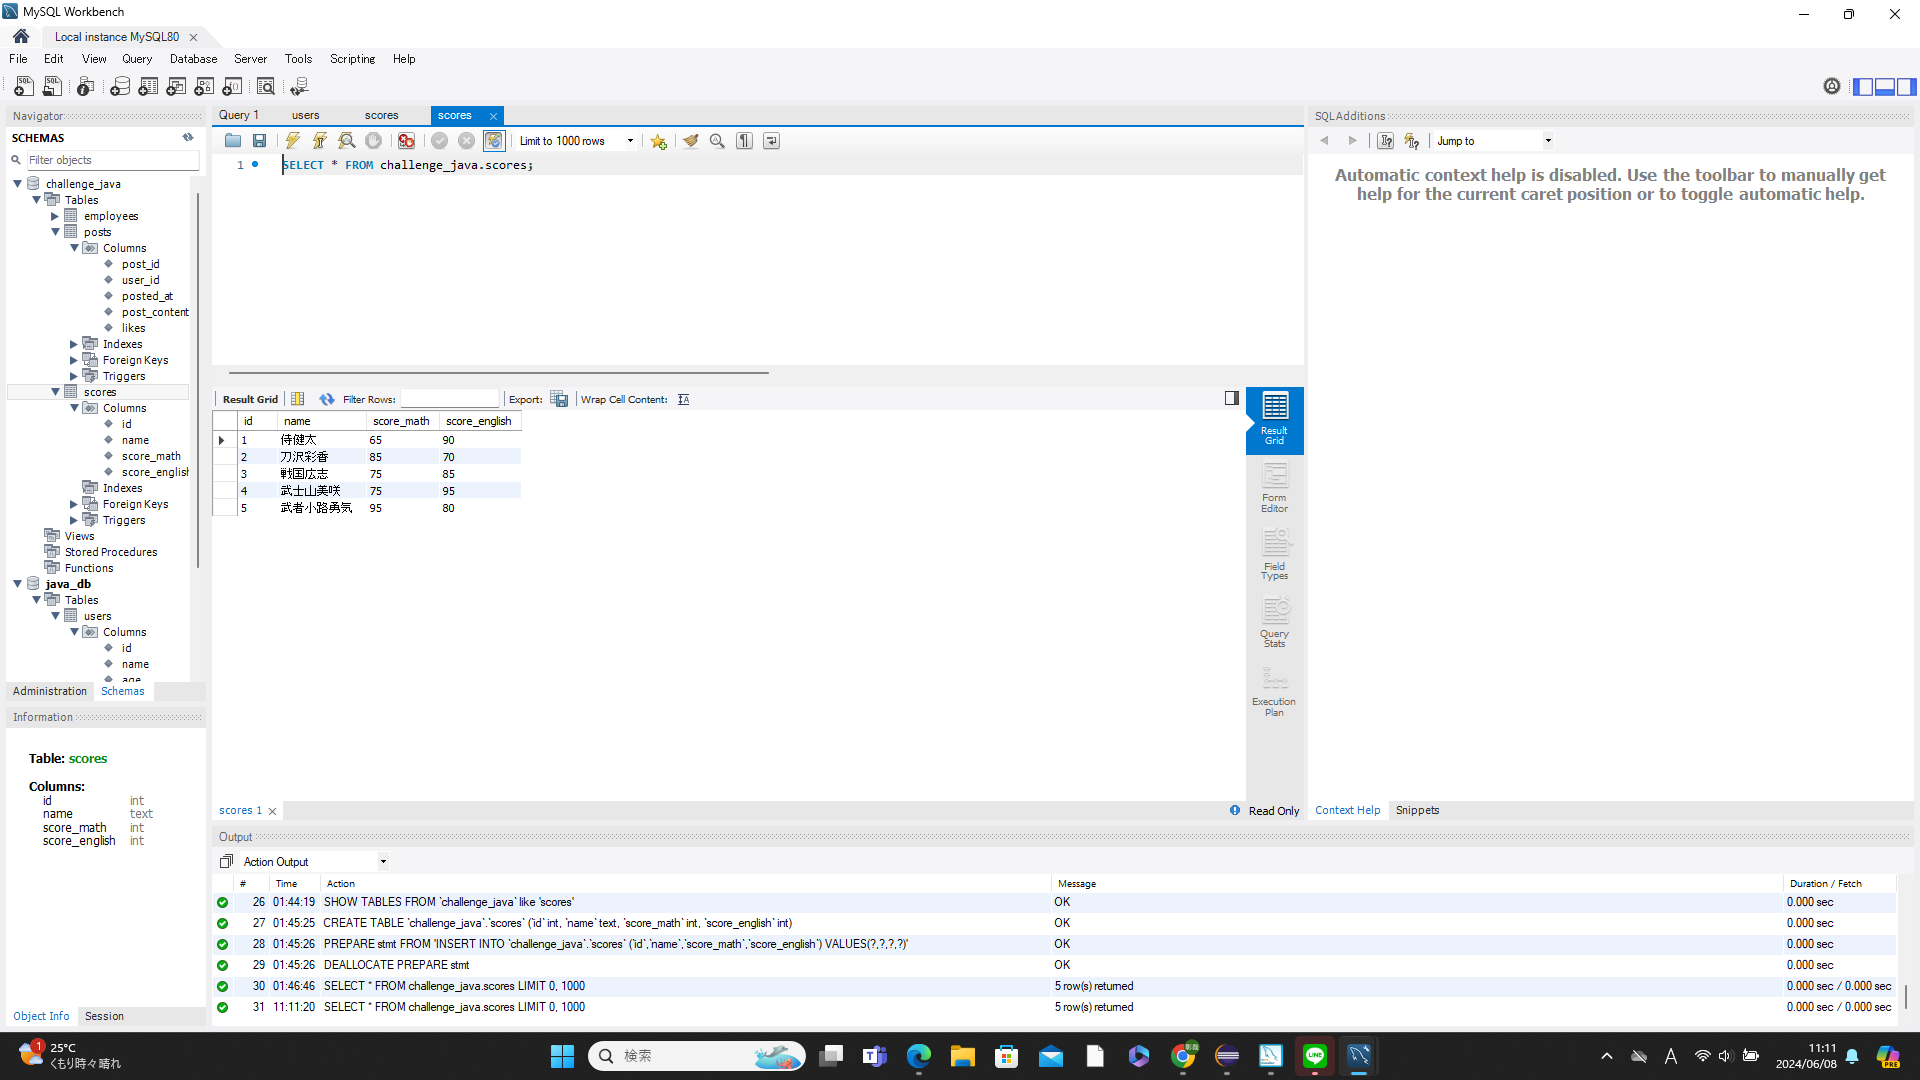 MySQL Workbench
Local instance MySQL80
File Edit View Query Database Server Tools Scripting Help
Navigator
SCHEMAS
Filter objects
challenge_java
Tables
employees
posts
Columns
post_id
user_id
posted_at
post_content
likes
Indexes
Foreign Keys
Triggers
scores
Columns
id
name
score_math
score_english
Indexes
Foreign Keys
Triggers
Views
Stored Procedures
Functions
java_db
Tables
users
Columns
id
name
age
Administration Schemas
Information
Table: scores
Columns:
id int
name text
score_math int
score_english int
Object Info Session
Query 1 users scores scores
Limit to 1000 rows
1 SELECT * FROM challenge_java.scores;
Result Grid Filter Rows: Export: Wrap Cell Content:
id name score_math score_english
1 侍健太 65 90
2 刀沢彩香 85 70
3 戦国広志 75 85
4 武士山美咲 75 95
5 武者小路勇気 95 80
Result Grid
Form Editor
Field Types
Query Stats
Execution Plan
scores 1
Read Only
SQLAdditions
Jump to
Automatic context help is disabled. Use the toolbar to manually get
help for the current caret position or to toggle automatic help.
Context Help Snippets
Output
Action Output
# Time Action Message Duration / Fetch
26 01:44:19 SHOW TABLES FROM `challenge_java` like 'scores' OK 0.000 sec
27 01:45:25 CREATE TABLE `challenge_java`.`scores` (`id` int, `name` text, `score_math` int, `score_english` int) OK 0.000 sec
28 01:45:26 PREPARE stmt FROM 'INSERT INTO `challenge_java`.`scores` (`id`,`name`,`score_math`,`score_english`) VALUES(?,?,?,?)' OK 0.000 sec
29 01:45:26 DEALLOCATE PREPARE stmt OK 0.000 sec
30 01:46:46 SELECT * FROM challenge_java.scores LIMIT 0, 1000 5 row(s) returned 0.000 sec / 0.000 sec
31 11:11:20 SELECT * FROM challenge_java.scores LIMIT 0, 1000 5 row(s) returned 0.000 sec / 0.000 sec
1
25°C
くもり時々晴れ
検索
LINE
A
11:11
2024/06/08
PRE